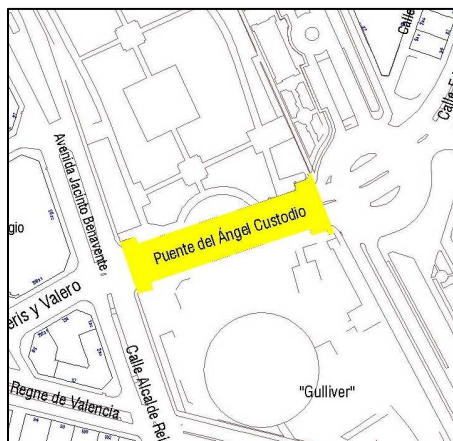 Calle
Calle E
Avenida Jacinto Benavente
gio
Puente del Ángel Custodio
eris y Valero
Calle Alcalde Rei
"Gulliver"
Regne de Valencia